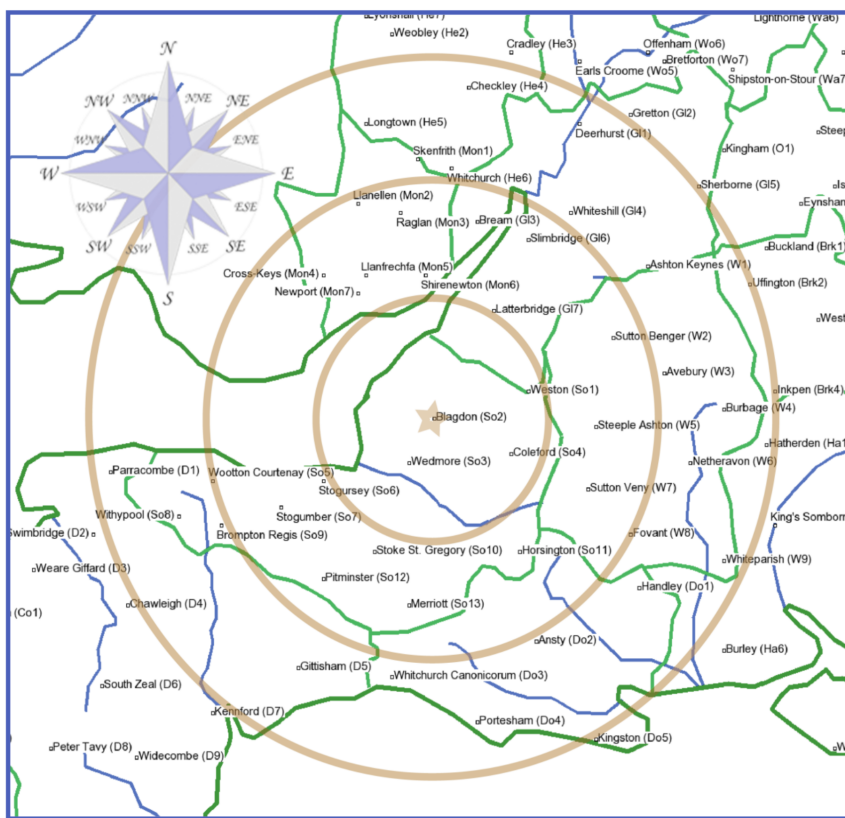 Lyonshall (He1)
Lighthorne (Wa6)
Weobley (He2)
Cradley (He3)
Offenham (Wo6)
Bretforton (Wo7)
Earls Croome (Wo5)
Shipston-on-Stour (Wa7
Checkley (He4)
Gretton (Gl2)
Longtown (He5)
Deerhurst (Gl1)
Steep
Kingham (O1)
Skenfrith (Mon1)
Whitchurch (He6)
Sherborne (Gl5)
Is
Llanellen (Mon2)
Eynsham
Raglan (Mon3)
Bream (Gl3)
Whiteshill (Gl4)
Slimbridge (Gl6)
Buckland (Brk1)
Ashton Keynes (W1)
Cross-Keys (Mon4)
Llanfrechfa (Mon5)
Shirenewton (Mon6)
Uffington (Brk2)
Newport (Mon7)
Latterbridge (Gl7)
West
Sutton Benger (W2)
Avebury (W3)
Weston (So1)
Inkpen (Brk4)
Burbage (W4)
Blagdon (So2)
Steeple Ashton (W5)
Hatherden (Ha1
Coleford (So4)
Wedmore (So3)
Netheravon (W6)
Parracombe (D1)
Wootton Courtenay (So5)
Stogursey (So6)
Sutton Veny (W7)
Withypool (So8)
Stogumber (So7)
King's Somborn
Swimbridge (D2)
Brompton Regis (So9)
Fovant (W8)
Stoke St. Gregory (So10)
Horsington (So11)
Whiteparish (W9)
Weare Giffard (D3)
Pitminster (So12)
Handley (Do1)
Chawleigh (D4)
Merriott (So13)
(Co1)
Ansty (Do2)
Burley (Ha6)
Gittisham (D5)
Whitchurch Canonicorum (Do3)
South Zeal (D6)
Kennford (D7)
Portesham (Do4)
Kingston (Do5)
Peter Tavy (D8)
Widecombe (D9)
W
N
NNW
NNE
NW
NE
WNW
ENE
W
E
WSW
ESE
SW
SE
SSW
SSE
S